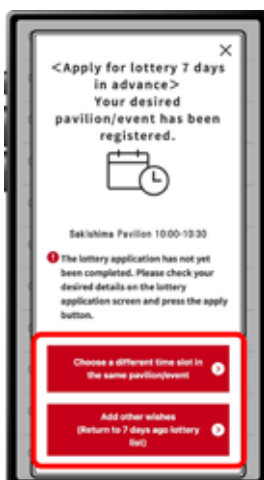 <Apply for lottery 7 days
in advance>
Your desired
pavilion/event has been
registered.
Sakishima Pavilion 10:00-10:30
The lottery application has not yet
been completed. Please check your
desired details on the lottery
application screen and press the apply
button.
Choose a different time slot in
the same pavilion/event
Add other wishes
(Return to 7 days ago lottery
list)